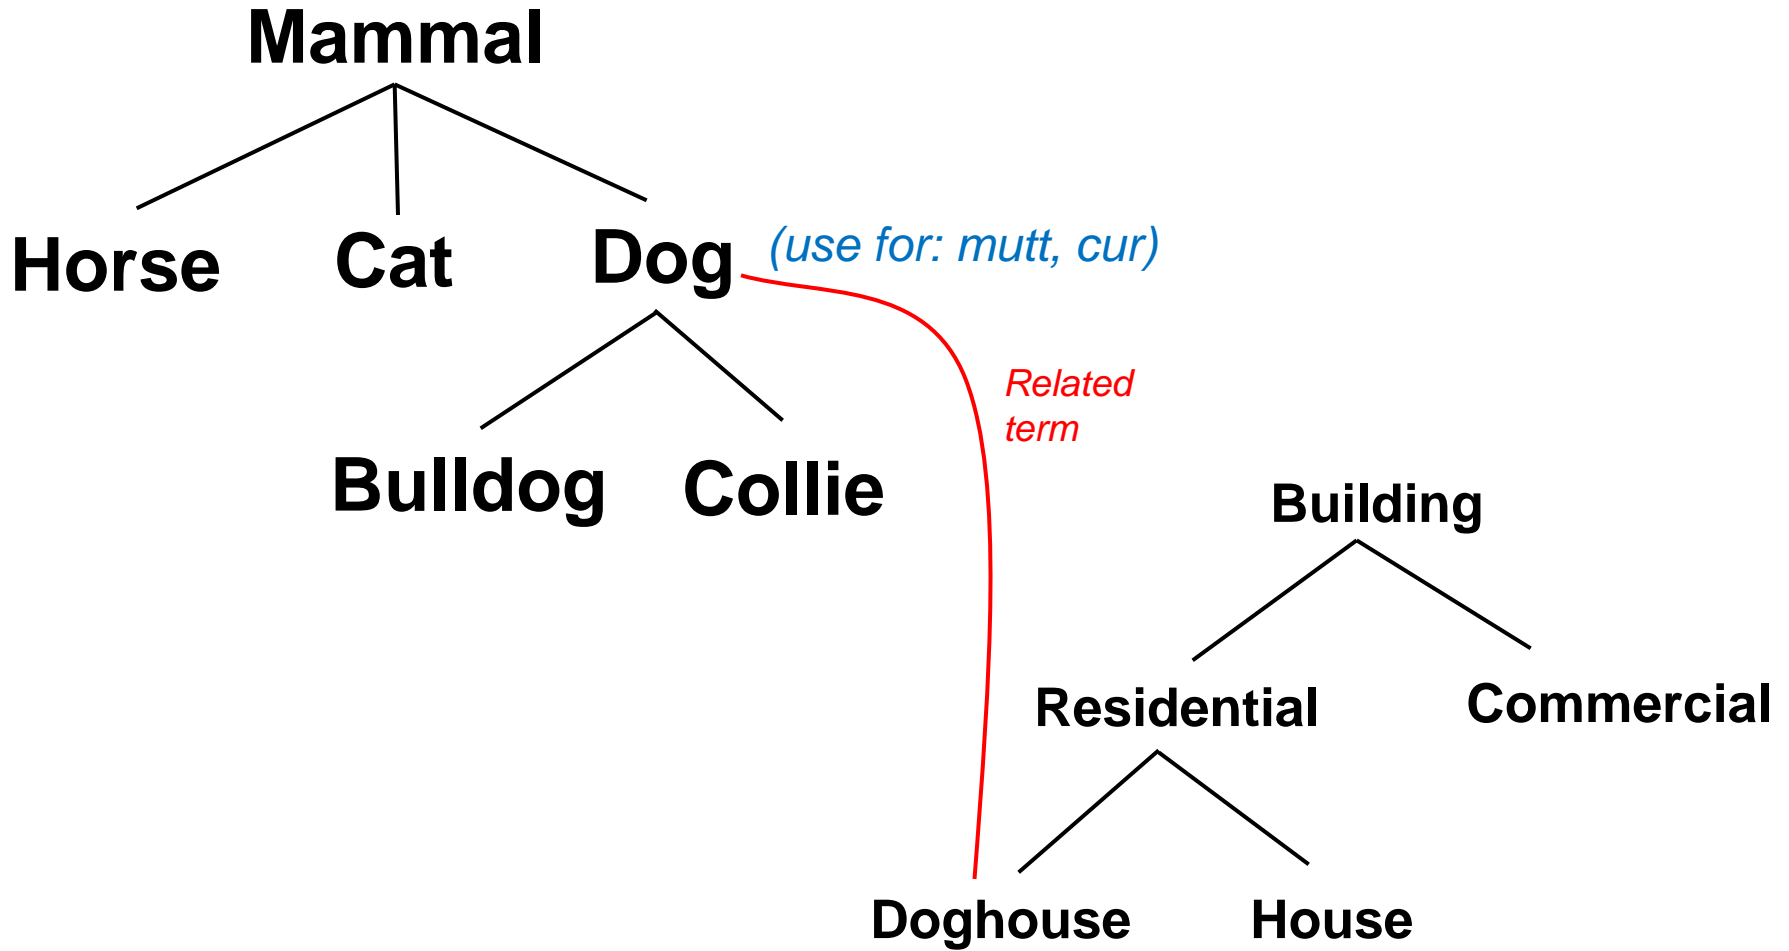 Mammal
Horse Cat Dog (use for: mutt, cur)
Related
term
Bulldog Collie
Building
Residential Commercial
Doghouse House